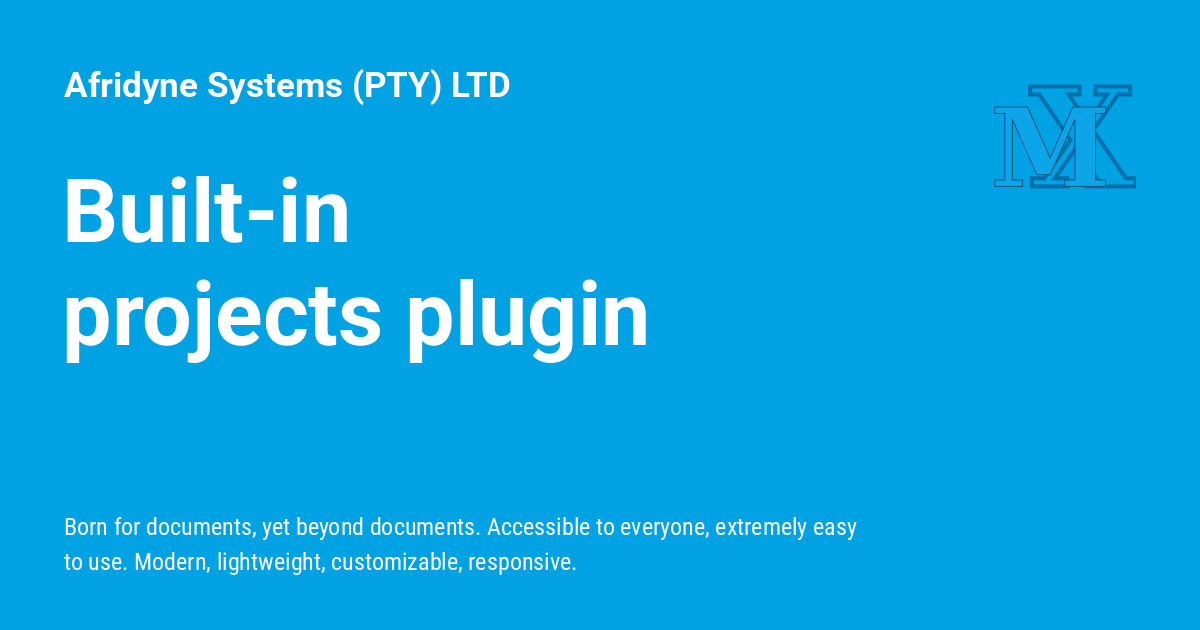 Afridyne Systems (PTY) LTD
MX
Built-in
projects plugin
Born for documents, yet beyond documents. Accessible to everyone, extremely easy
to use. Modern, lightweight, customizable, responsive.